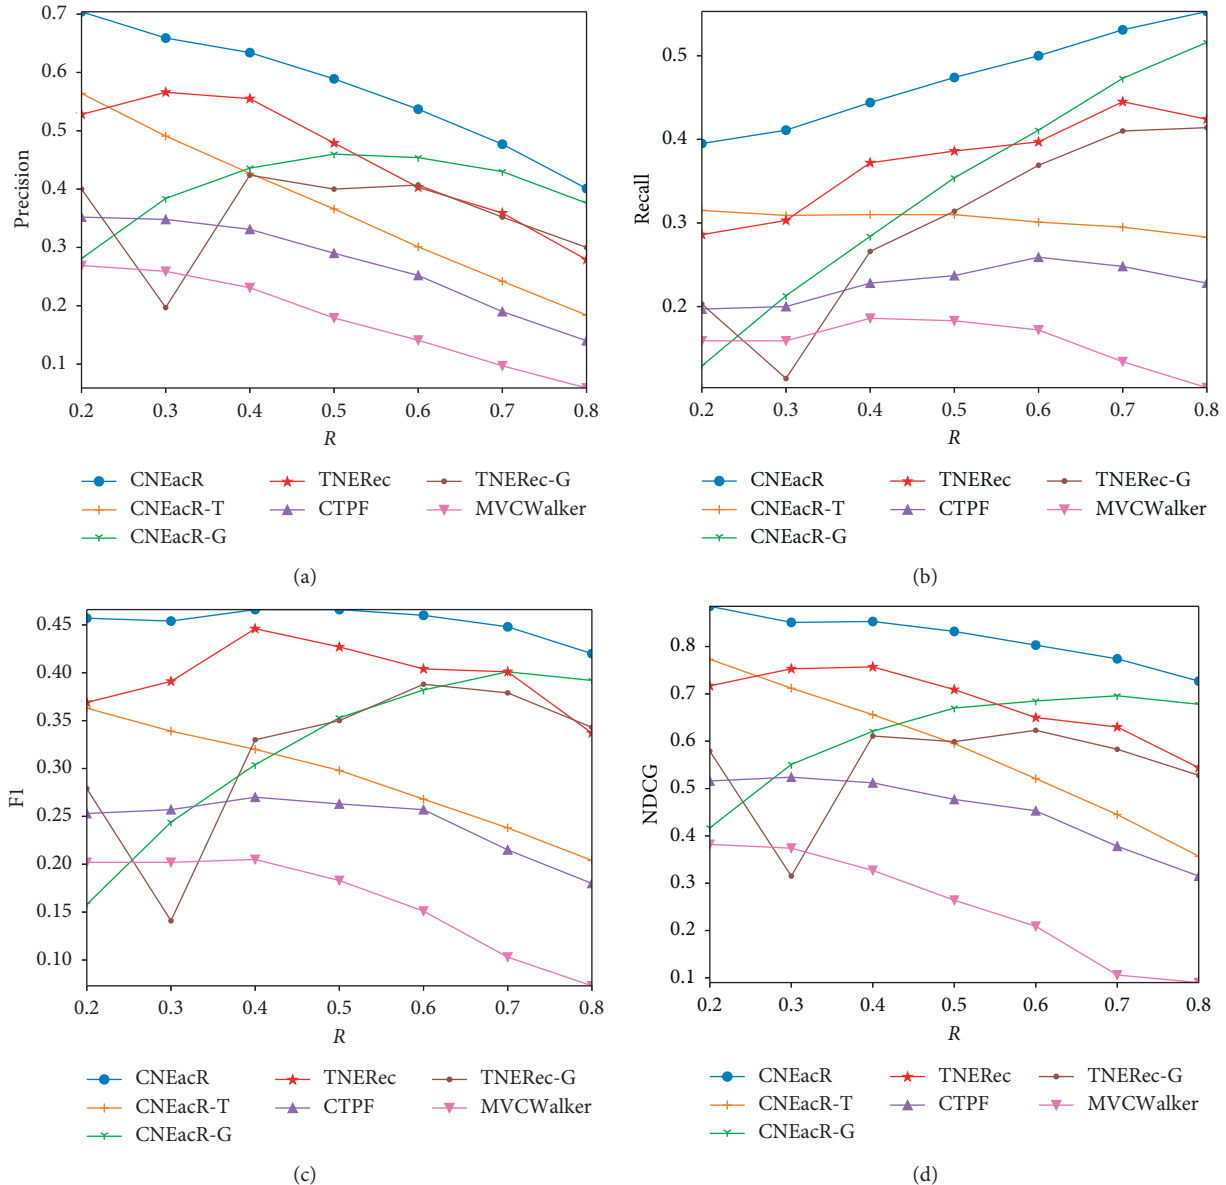 0.7
0.6
0.5
0.4
0.3
0.2
0.1
Precision
0.2 0.3 0.4 0.5 0.6 0.7 0.8
R
CNEacR TNERec TNERec-G
CNEacR-T CTPF MVCWalker
CNEacR-G
(a)
0.5
0.4
0.3
0.2
Recall
0.2 0.3 0.4 0.5 0.6 0.7 0.8
R
CNEacR TNERec TNERec-G
CNEacR-T CTPF MVCWalker
CNEacR-G
(b)
0.45
0.40
0.35
0.30
0.25
0.20
0.15
0.10
F1
0.2 0.3 0.4 0.5 0.6 0.7 0.8
R
CNEacR TNERec TNERec-G
CNEacR-T CTPF MVCWalker
CNEacR-G
(c)
0.8
0.7
0.6
0.5
0.4
0.3
0.2
0.1
NDCG
0.2 0.3 0.4 0.5 0.6 0.7 0.8
R
CNEacR TNERec TNERec-G
CNEacR-T CTPF MVCWalker
CNEacR-G
(d)